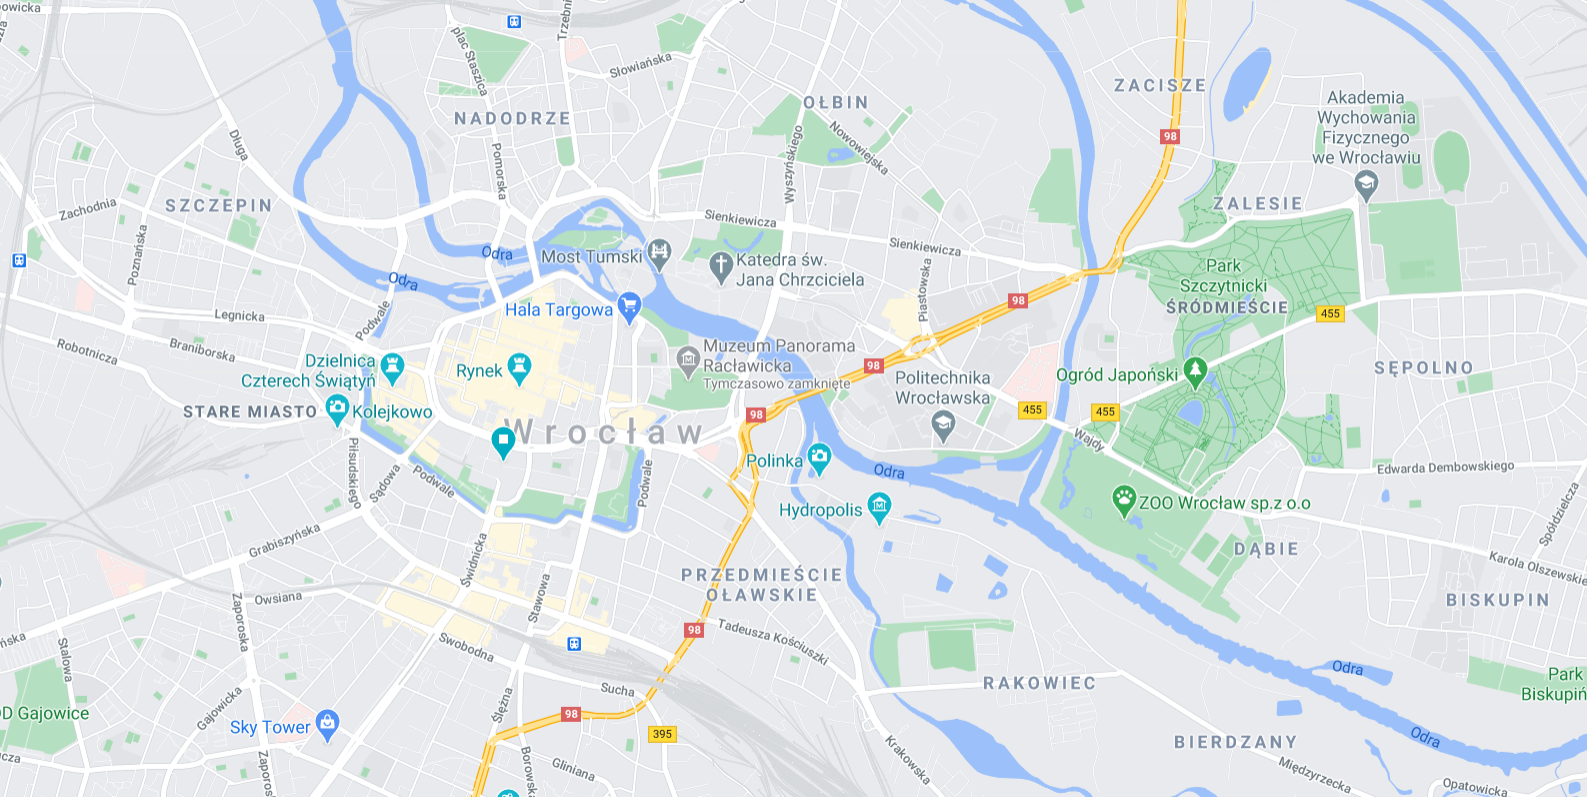 plac Staszica
Trzebni
Słowiańska
ZACISZE
OŁBIN
Akademia
Wychowania
Fizycznego
we Wrocławiu
NADODRZE
Nowowiejska
98
Długa
Pomorska
Wyszyńskiego
SZCZEPIN
Zachodnia
ZALESIE
Sienkiewicza
Sienkiewicza
Poznańska
Odra
Most Tumski
Katedra św.
Jana Chrzciciela
Park
Szczytnicki
Odra
Piastowska
98
ŚRÓDMIEŚCIE
Hala Targowa
455
Legnicka
Podwale
Robotnicza
Braniborska
Muzeum Panorama
Racławicka
Tymczasowo zamknięte
98
Dzielnica
Czterech Świątyń
Rynek
Politechnika
Wrocławska
Ogród Japoński
SĘPOLNO
STARE MIASTO
Kolejkowo
98
455
455
Wrocław
Wajdy
Piłsudskiego
Sądowa
Podwale
Podwale
Polinka
Odra
Edwarda Dembowskiego
Hydropolis
ZOO Wrocław sp.z o.o
Spółdzielcza
Grabiszyńska
Świdnicka
DĄBIE
Karola Olszewskie
PRZEDMIEŚCIE
OŁAWSKIE
Zaporoska
Owsiana
Stawowa
BISKUPIN
ńska
Stalowa
Swobodna
98
Tadeusza Kościuszki
Odra
Park
Biskupiń
RAKOWIEC
Sucha
Gajowicka
Ślężna
OD Gajowice
98
Sky Tower
395
Odra
BIERDZANY
Krakowska
Zaporos
Borowska
Gliniana
Międzyrzecka
Opatowicka